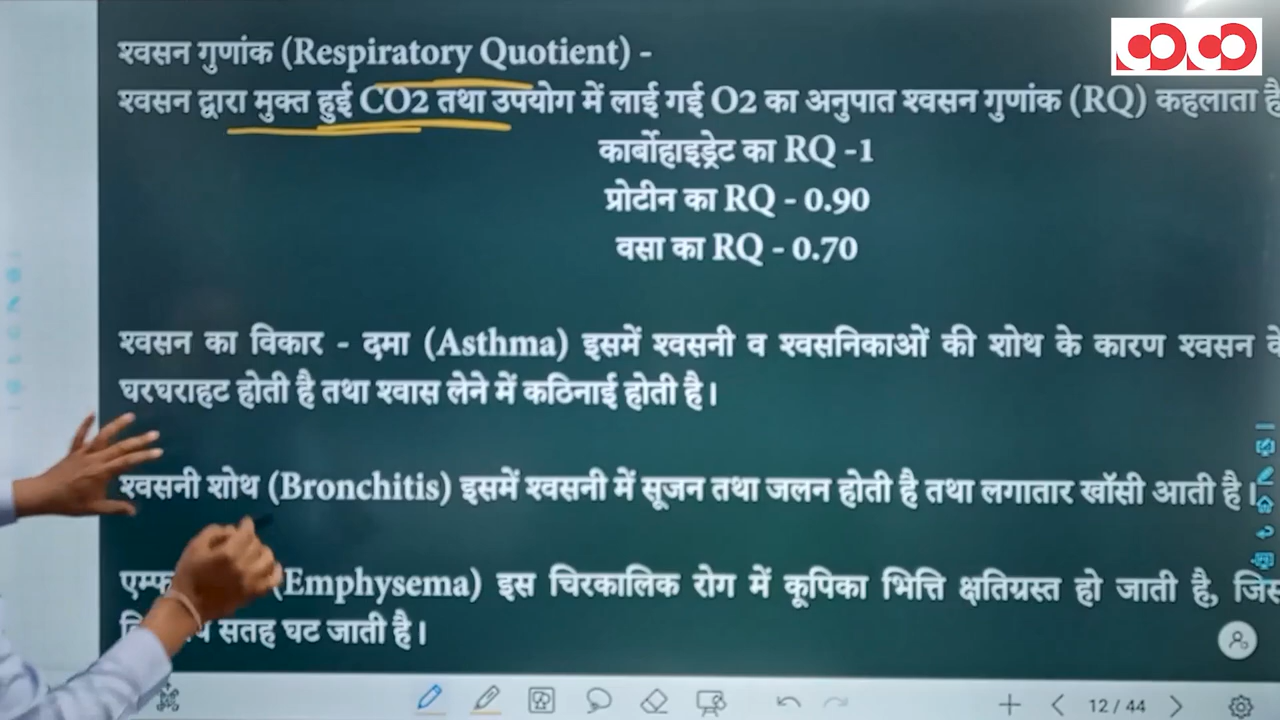 श्वसन गुणांक (Respiratory Quotient) -
श्वसन द्वारा मुक्त हुई CO2 तथा उपयोग में लाई गई O2 का अनुपात श्वसन गुणांक (RQ) कहलाता है
कार्बोहाइड्रेट का RQ -1
प्रोटीन का RQ - 0.90
वसा का RQ - 0.70
श्वसन का विकार - दमा (Asthma) इसमें श्वसनी व श्वसनिकाओं की शोथ के कारण श्वसन के
घरघराहट होती है तथा श्वास लेने में कठिनाई होती है।
श्वसनी शोथ (Bronchitis) इसमें श्वसनी में सूजन तथा जलन होती है तथा लगातार खॉसी आती है।
(Emphysema) इस चिरकालिक रोग में कूपिका भित्ति क्षतिग्रस्त हो जाती है,
सतह घट जाती है।
12 / 44